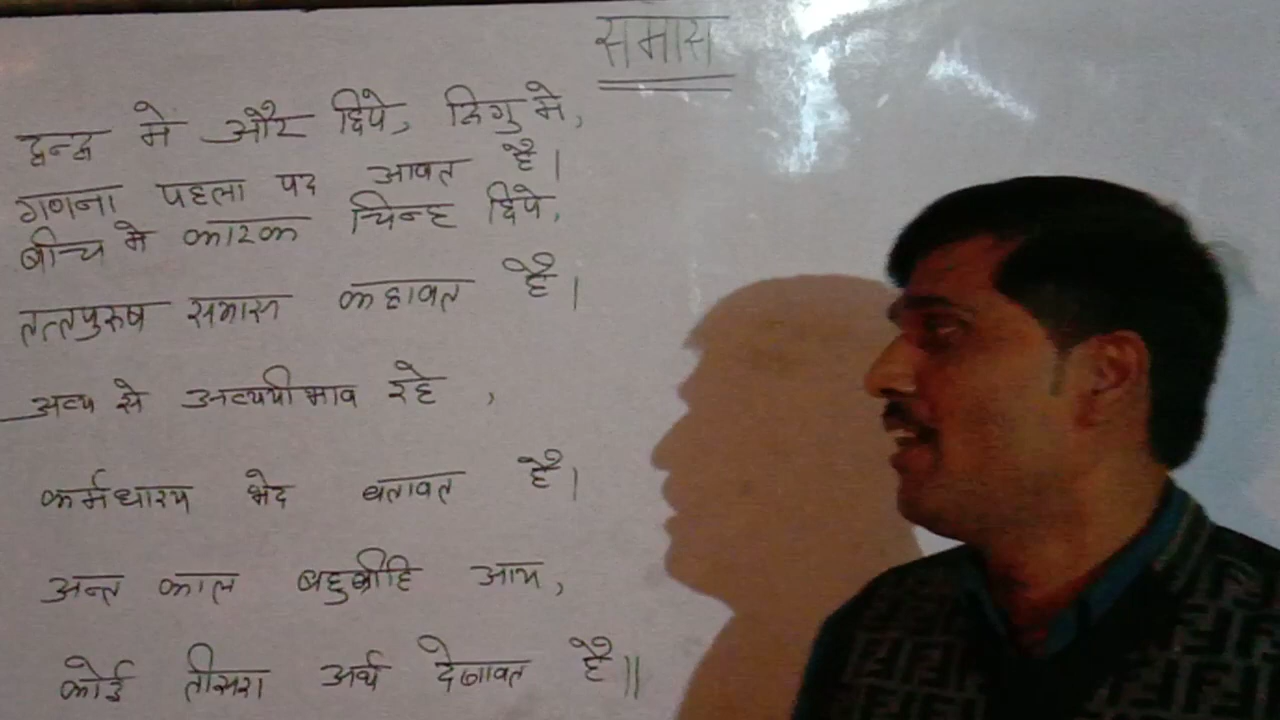 समास
द्वन्द्व मे और छिपे, द्विगु मे,
गणना पहला पद आवत है।
बीच मे कारक चिन्ह छिपे,
तत्तपुरुष समास कहावत है।
अव्य से अव्ययीभाव रहे ,
कर्मधारय भेद बतावत है।
अन्त काल बहुब्रीहि आय,
कोई तीसरा अर्थ देखावत है॥